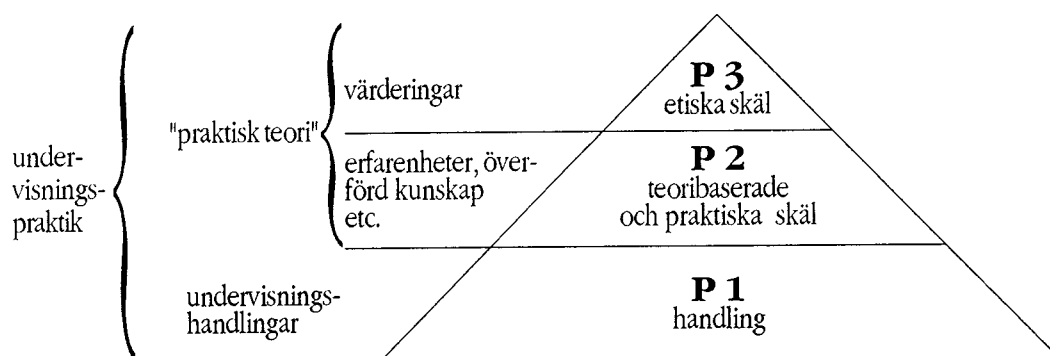 under-
visnings-
praktik
"praktisk teori"
värderingar
erfarenheter, över-
förd kunskap
etc.
undervisnings-
handlingar
P 3
etiska skäl
P 2
teoribaserade
och praktiska skäl
P 1
handling